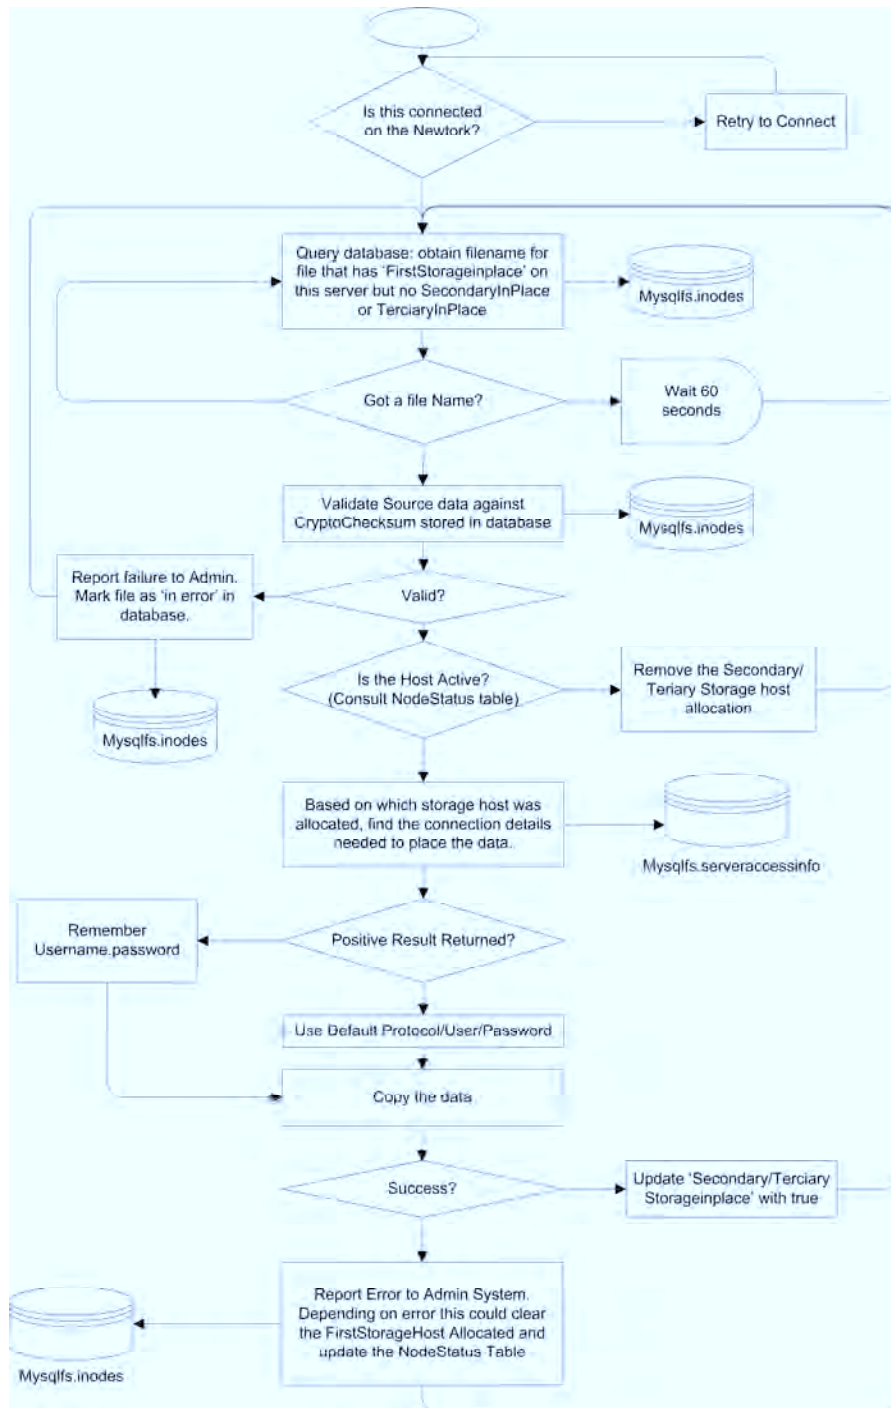 Is this connected
on the Newtork?
Retry to Connect
Query database: obtain filename for
file that has 'FirstStorageinplace' on
this server but no SecondaryInPlace
or TerciaryInPlace
Mysqlfs.inodes
Got a file Name?
Wait 60
seconds
Validate Source data against
CryptoChecksum stored in database
Mysqlfs.inodes
Report failure to Admin.
Mark file as 'in error' in
database.
Valid?
Mysqlfs.inodes
Is the Host Active?
(Consult NodeStatus table)
Remove the Secondary/
Teriary Storage host
allocation
Based on which storage host was
allocated, find the connection details
needed to place the data.
Mysqlfs.serveraccessinfo
Remember
Username.password
Positive Result Returned?
Use Default Protocol/User/Password
Copy the data
Success?
Update 'Secondary/Terciary
Storageinplace' with true
Report Error to Admin System.
Depending on error this could clear
the FirstStorageHost Allocated and
update the NodeStatus Table
Mysqlfs.inodes